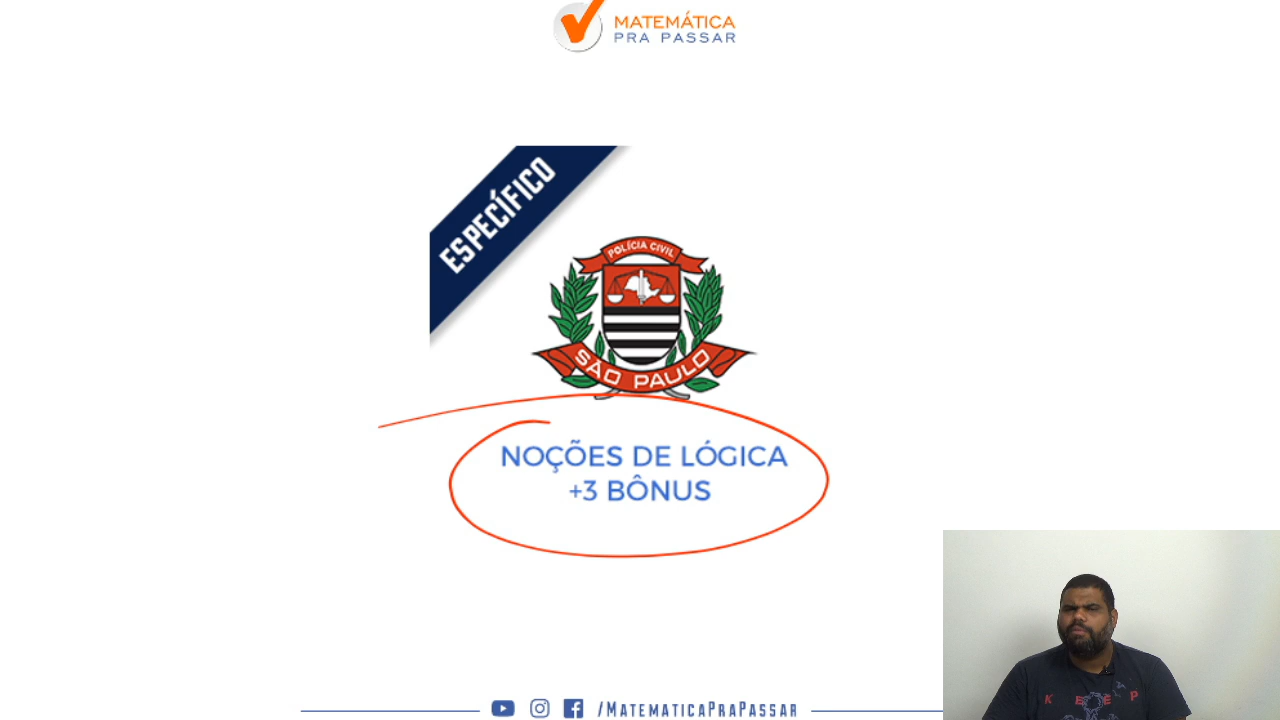 MATEMÁTICA
PRA PASSAR
ESPECÍFICO
POLÍCIA CIVIL
SÃO PAULO
NOÇÕES DE LÓGICA
+3 BÔNUS
/MATEMATICAPRAPASSAR
K E E P